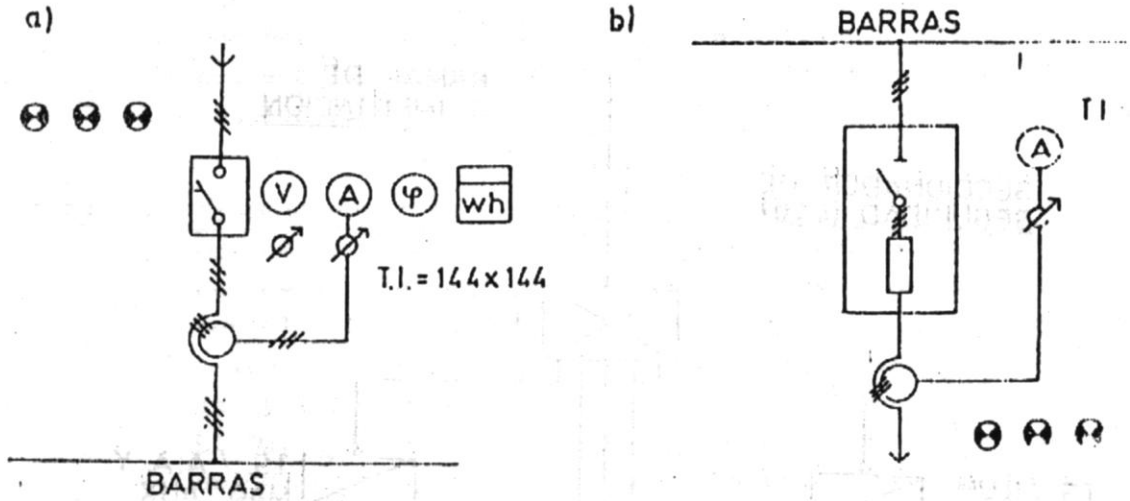 a)
V A φ wh
T.I. = 144 x 144
BARRAS
b)
BARRAS
T I
A